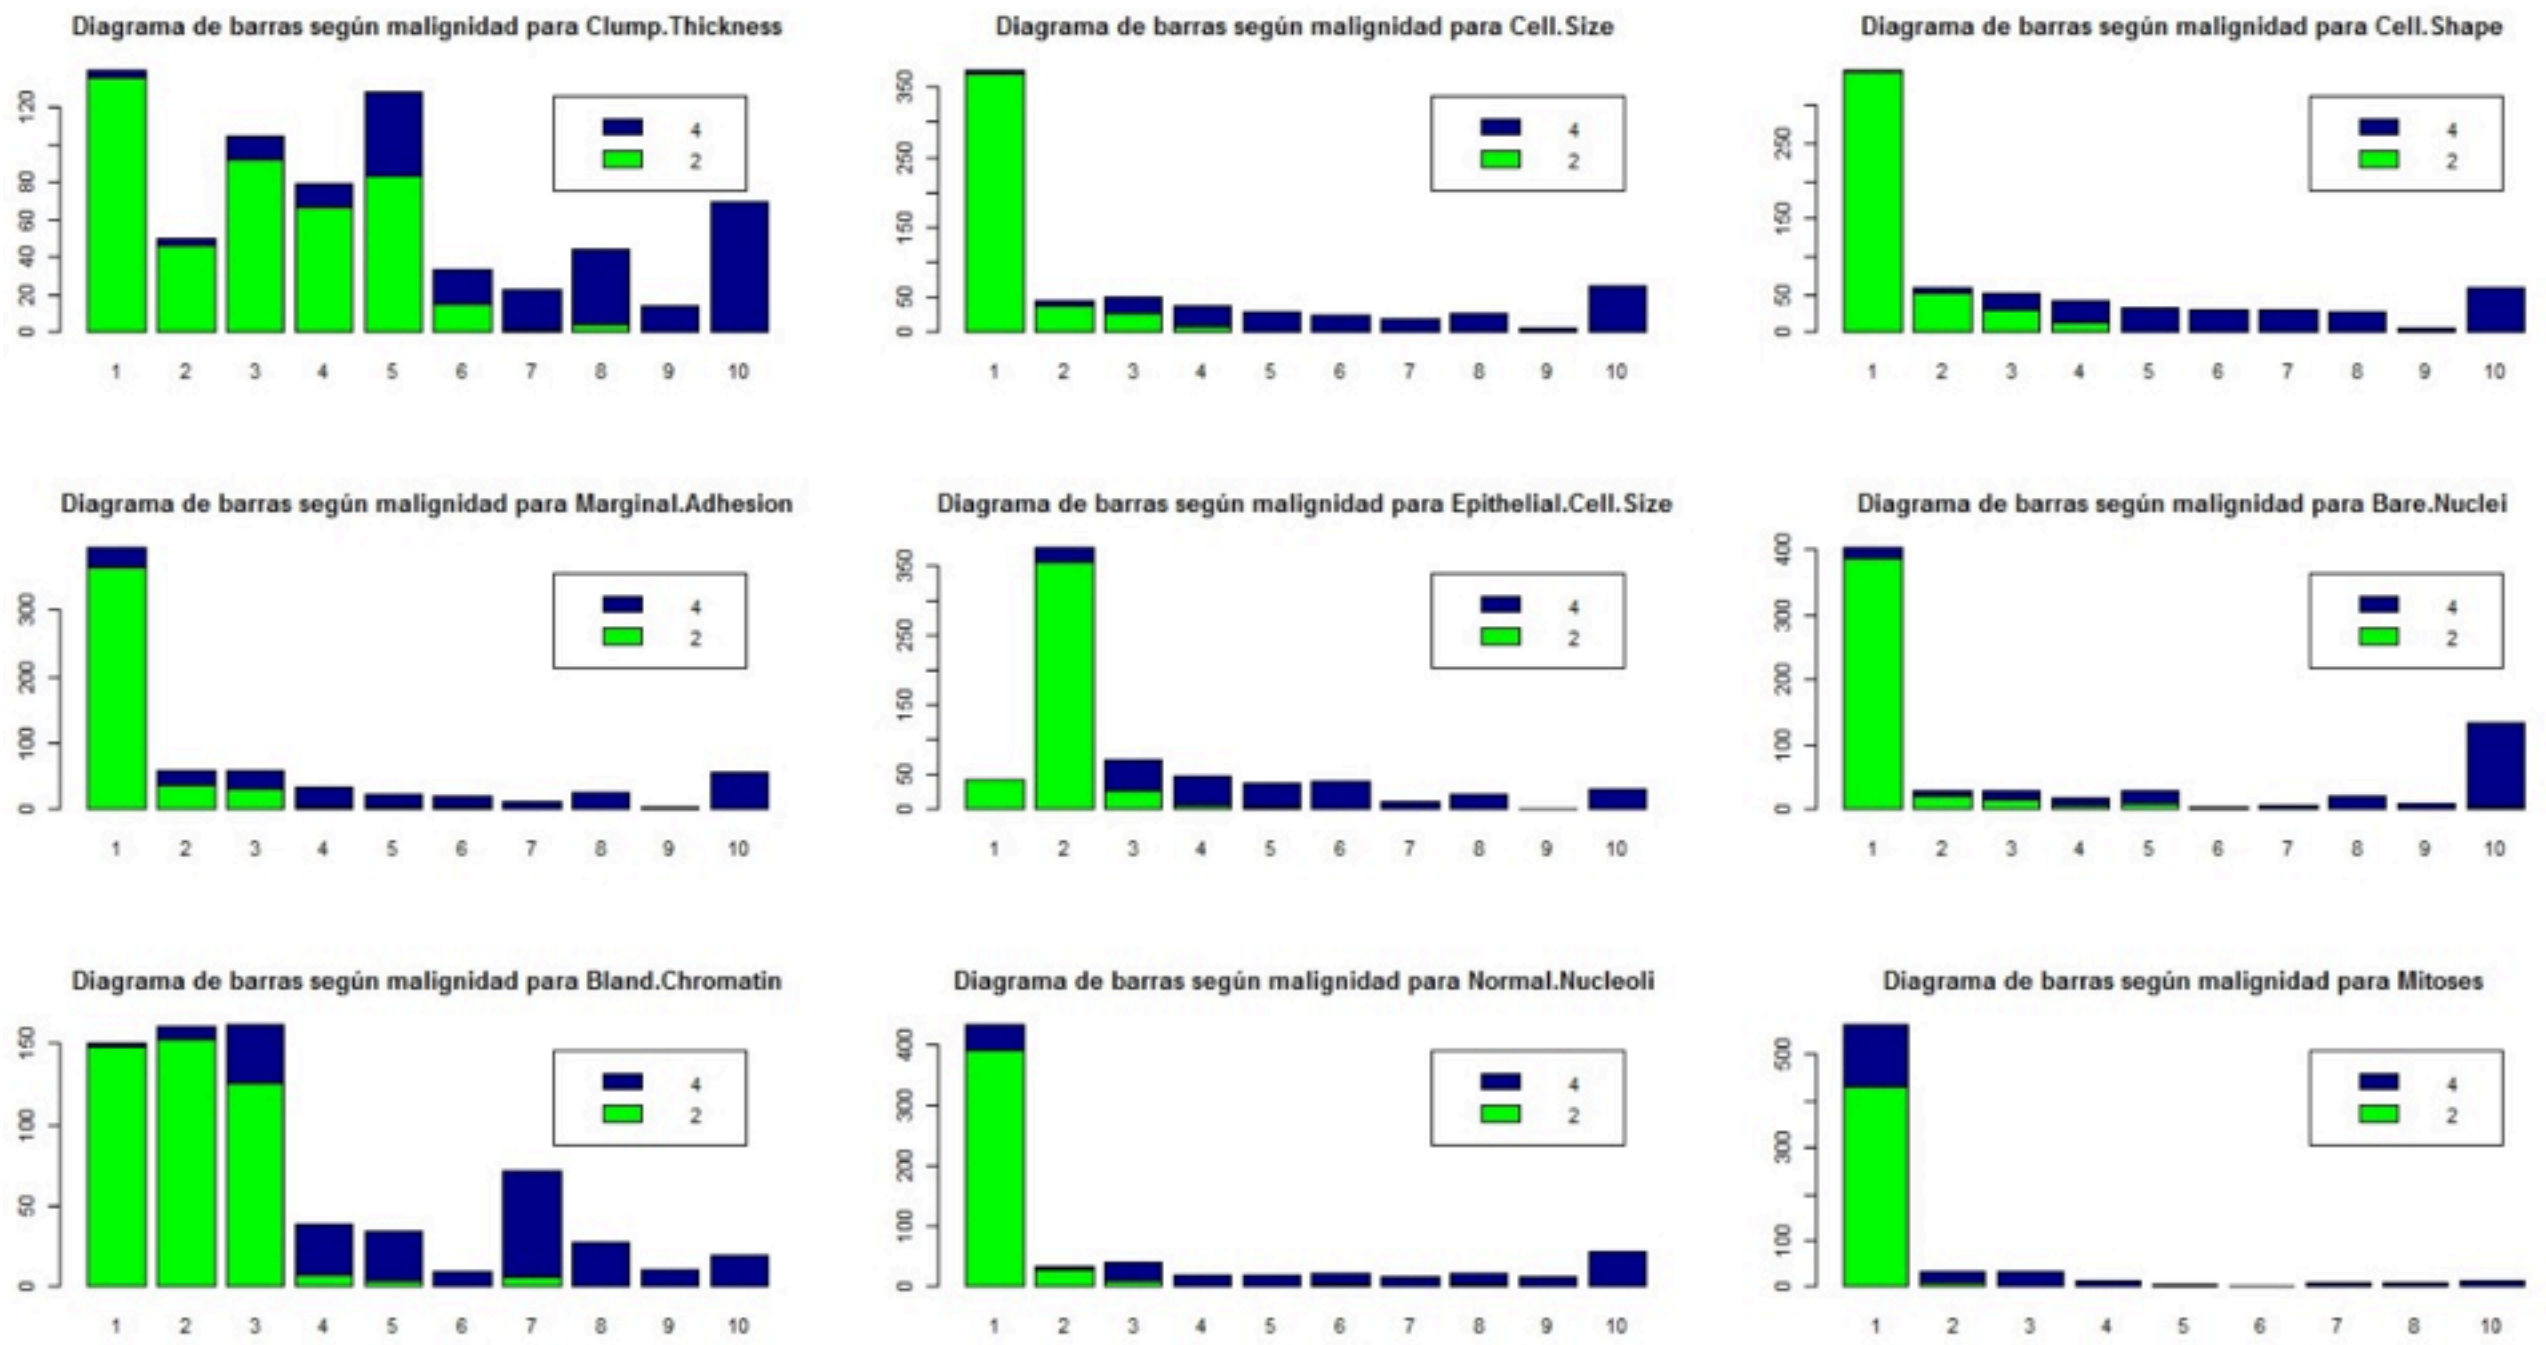 Diagrama de barras según malignidad para Clump.Thickness
0 20 40 60 80 120
4
2
1 2 3 4 5 6 7 8 9 10
Diagrama de barras según malignidad para Cell.Size
0 50 150 250 350
4
2
1 2 3 4 5 6 7 8 9 10
Diagrama de barras según malignidad para Cell.Shape
0 50 150 250
4
2
1 2 3 4 5 6 7 8 9 10
Diagrama de barras según malignidad para Marginal.Adhesion
0 100 200 300
4
2
1 2 3 4 5 6 7 8 9 10
Diagrama de barras según malignidad para Epithelial.Cell.Size
0 50 150 250 350
4
2
1 2 3 4 5 6 7 8 9 10
Diagrama de barras según malignidad para Bare.Nuclei
0 100 200 300 400
4
2
1 2 3 4 5 6 7 8 9 10
Diagrama de barras según malignidad para Bland.Chromatin
0 50 100 150
4
2
1 2 3 4 5 6 7 8 9 10
Diagrama de barras según malignidad para Normal.Nucleoli
0 100 200 300 400
4
2
1 2 3 4 5 6 7 8 9 10
Diagrama de barras según malignidad para Mitoses
0 100 300 500
4
2
1 2 3 4 5 6 7 8 9 10